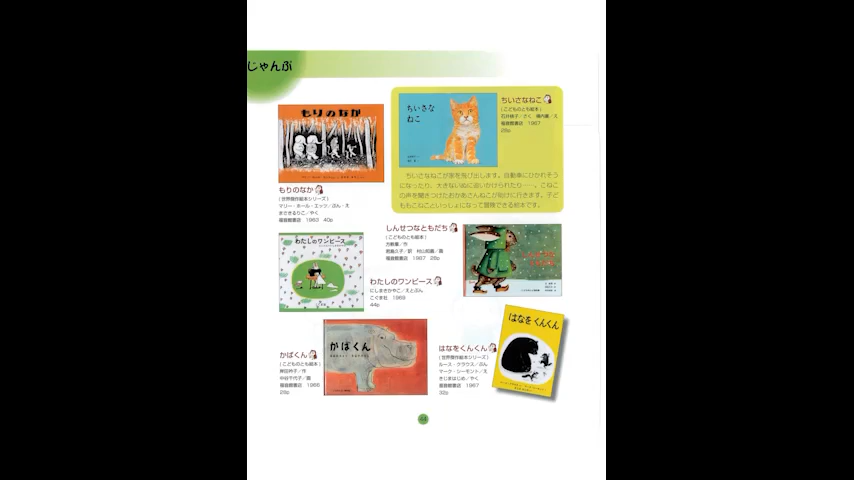 じゃんぷ
もりのなか
もりのなか
(世界傑作絵本シリーズ)
マリー・ホール・エッツ／ぶん・え
まさきるりこ／やく
福音館書店 1963 40p
ちいさな
ねこ
ちいさなねこ
(こどものとも絵本)
石井桃子／さく 横内襄／え
福音館書店 1967
28p
ちいさなねこが家を飛び出します。自動車にひかれそう
になったり、大きないぬに追いかけられたり…。こねこ
の声を聞きつけたおかあさんねこが助けに行きます。子ど
ももこねこといっしょになって冒険できる絵本です。
わたしのワンピース
しんせつなともだち
(こどものとも絵本)
方軼羣／作
君島久子／訳 村山知義／画
福音館書店 1987 28p
わたしのワンピース
にしまきかやこ／えとぶん
こぐま社 1969
44p
かばくん
(こどものとも絵本)
岸田衿子／作
中谷千代子／画
福音館書店 1966
28p
かばくん
はなをくんくん
(世界傑作絵本シリーズ)
ルース・クラウス／ぶん
マーク・シーモント／え
きじまはじめ／やく
福音館書店 1967
32p
はなをくんくん